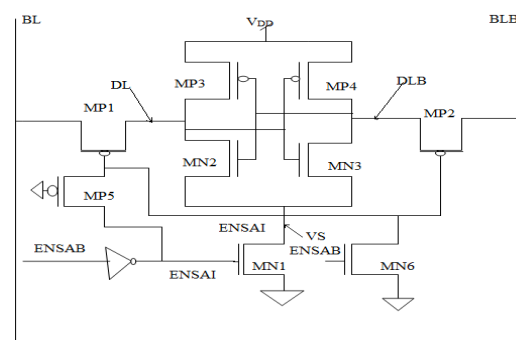 BL
VDD
BLB
MP3
MP4
DL
DLB
MP1
MP2
MN2
MN3
MP5
ENSAI
VS
ENSAB
ENSAB
ENSAI
MN1
MN6